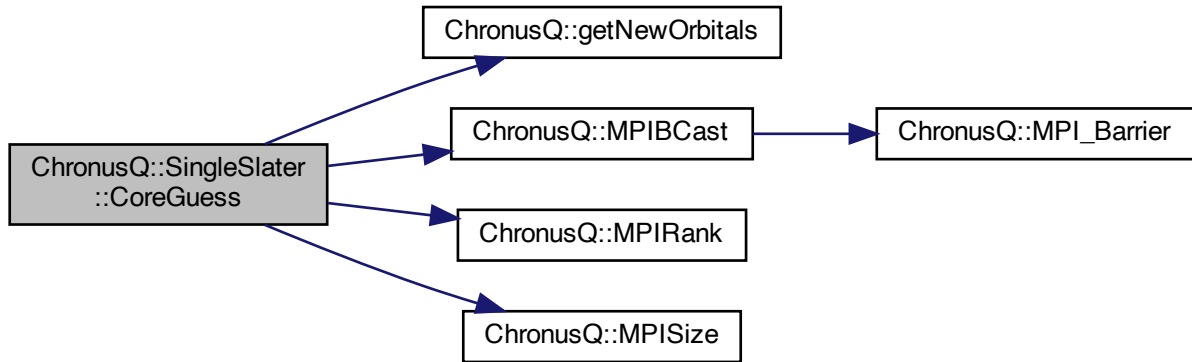 ChronusQ::getNewOrbitals
ChronusQ::MPIBCast
ChronusQ::MPI_Barrier
ChronusQ::SingleSlater
::CoreGuess
ChronusQ::MPIRank
ChronusQ::MPISize